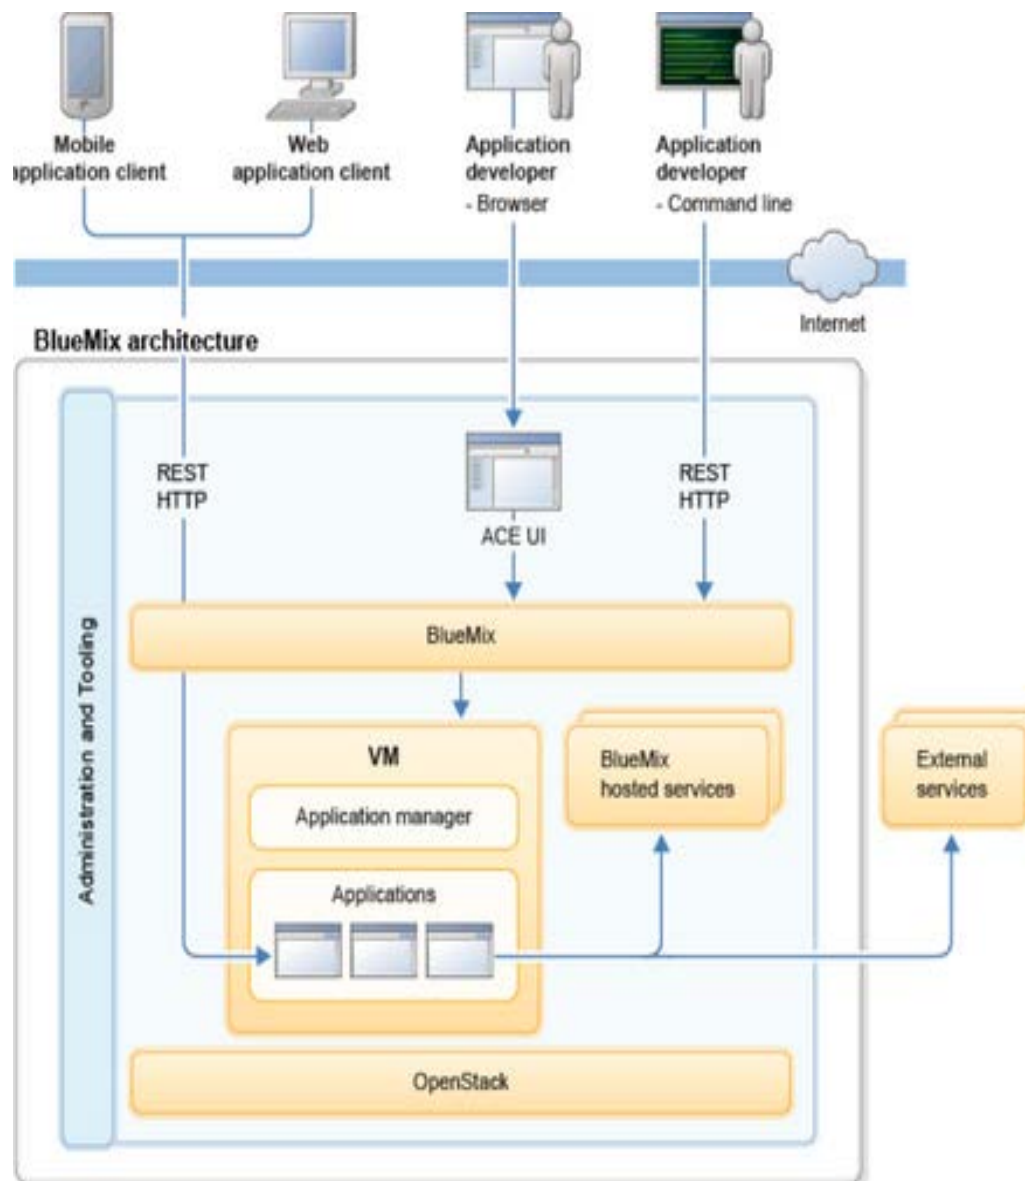 Mobile
application client
Web
application client
Application
developer
- Browser
Application
developer
- Command line
Internet
BlueMix architecture
REST
HTTP
ACE UI
REST
HTTP
Administration and Tooling
BlueMix
VM
Application manager
Applications
BlueMix
hosted services
External
services
OpenStack